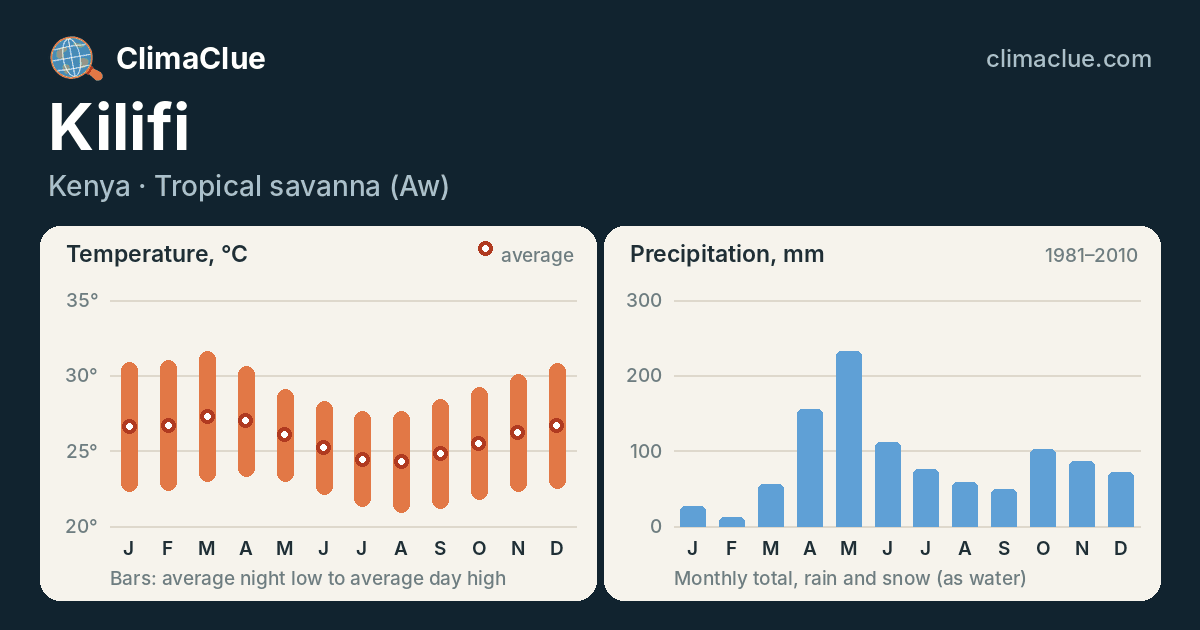 ClimaClue
climaclue.com
Kilifi
Kenya · Tropical savanna (Aw)
Temperature, °C
average
35°
30°
25°
20°
J F M A M J J A S O N D
Bars: average night low to average day high
Precipitation, mm
1981–2010
300
200
100
0
J F M A M J J A S O N D
Monthly total, rain and snow (as water)